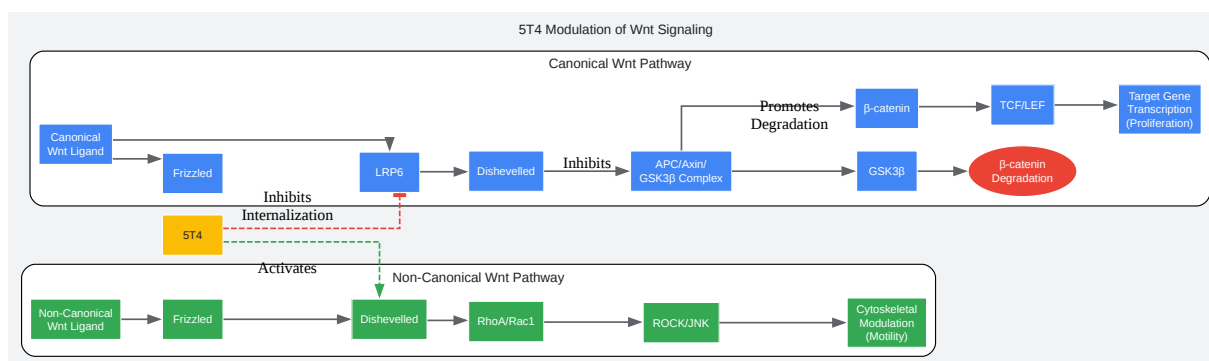 5T4 Modulation of Wnt Signaling
Canonical Wnt Pathway
Canonical
Wnt Ligand
Frizzled
LRP6
Dishevelled
Inhibits
APC/Axin/
GSK3β Complex
Promotes
Degradation
β-catenin
TCF/LEF
Target Gene
Transcription
(Proliferation)
GSK3β
β-catenin
Degradation
Inhibits
Internalization
5T4
Activates
Non-Canonical Wnt Pathway
Non-Canonical
Wnt Ligand
Frizzled
Dishevelled
RhoA/Rac1
ROCK/JNK
Cytoskeletal
Modulation
(Motility)